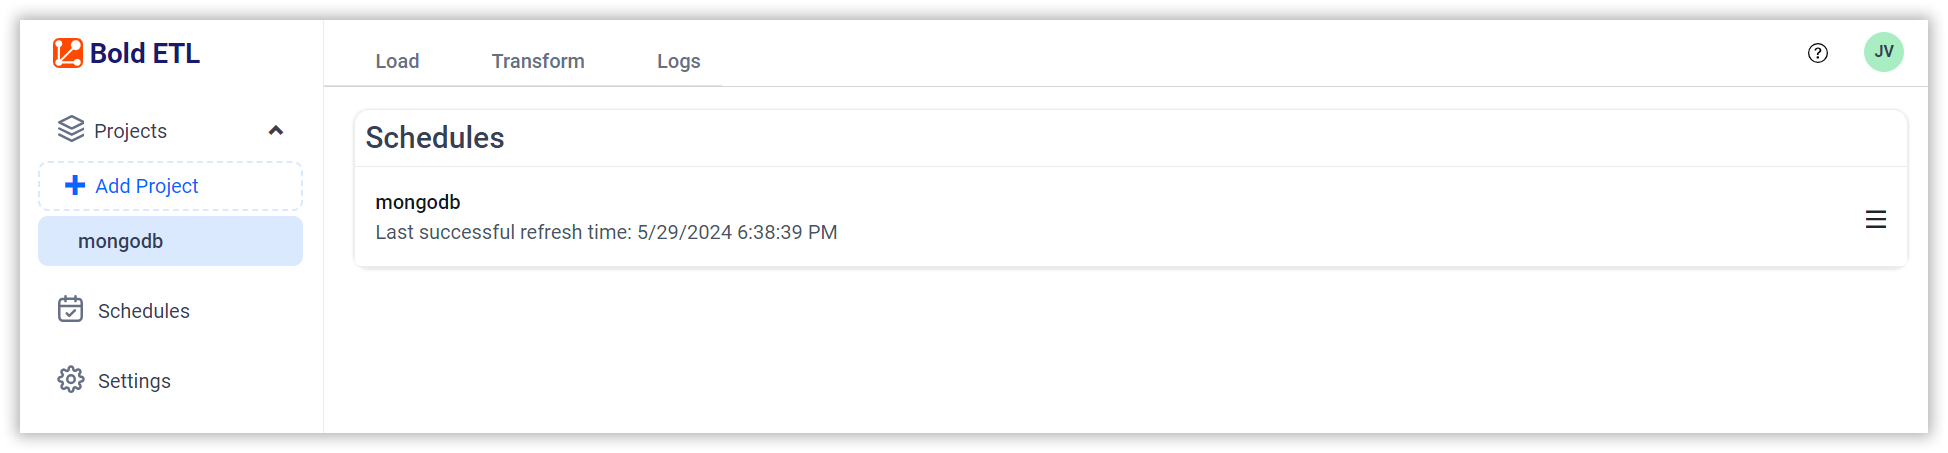 Bold ETL
Load Transform Logs
JV
Projects
Add Project
mongodb
Schedules
Settings
Schedules
mongodb
Last successful refresh time: 5/29/2024 6:38:39 PM